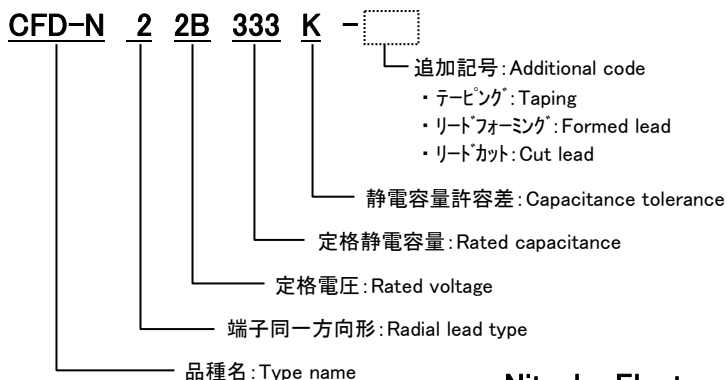 CFD-N 2 2B 333 K -
追加記号:Additional code
・ﾃｰﾋﾟﾝｸﾞ:Taping
・ﾘｰﾄﾞﾌｫｰﾐﾝｸﾞ:Formed lead
・ﾘｰﾄﾞｶｯﾄ:Cut lead
静電容量許容差:Capacitance tolerance
定格静電容量:Rated capacitance
定格電圧:Rated voltage
端子同一方向形:Radial lead type
品種名:Type name